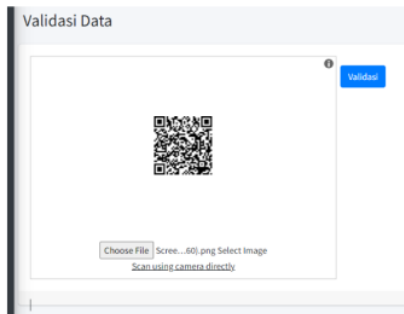 Validasi Data
Validasi
Choose File Scree...60).png Select Image
Scan using camera directly